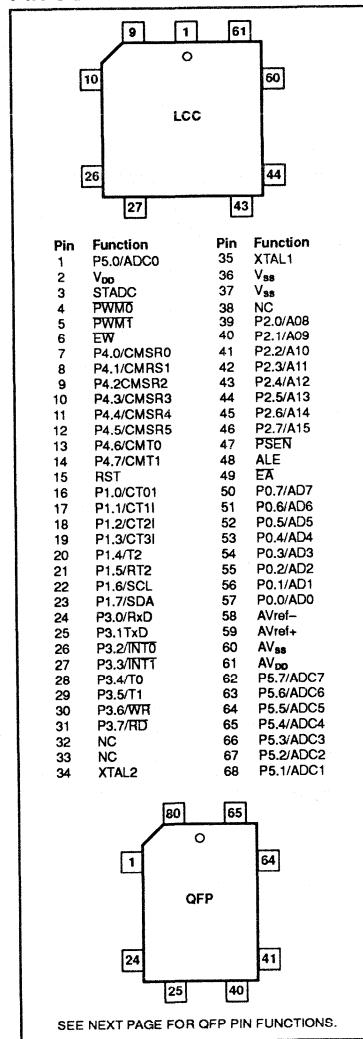 9 1 61
10 60
LCC
26 44
27 43
Pin Function Pin Function
1 P5.0/ADC0 35 XTAL1
2 VDD 36 Vss
3 STADC 37 Vss
4 PWM0 38 NC
5 PWM1 39 P2.0/A08
6 EW 40 P2.1/A09
7 P4.0/CMSR0 41 P2.2/A10
8 P4.1/CMRS1 42 P2.3/A11
9 P4.2CMSR2 43 P2.4/A12
10 P4.3/CMSR3 44 P2.5/A13
11 P4.4/CMSR4 45 P2.6/A14
12 P4.5/CMSR5 46 P2.7/A15
13 P4.6/CMT0 47 PSEN
14 P4.7/CMT1 48 ALE
15 RST 49 EA
16 P1.0/CT01 50 P0.7/AD7
17 P1.1/CT1I 51 P0.6/AD6
18 P1.2/CT2I 52 P0.5/AD5
19 P1.3/CT3I 53 P0.4/AD4
20 P1.4/T2 54 P0.3/AD3
21 P1.5/RT2 55 P0.2/AD2
22 P1.6/SCL 56 P0.1/AD1
23 P1.7/SDA 57 P0.0/AD0
24 P3.0/RxD 58 AVref–
25 P3.1TxD 59 AVref+
26 P3.2/INT0 60 AVss
27 P3.3/INT1 61 AVDD
28 P3.4/T0 62 P5.7/ADC7
29 P3.5/T1 63 P5.6/ADC6
30 P3.6/WR 64 P5.5/ADC5
31 P3.7/RD 65 P5.4/ADC4
32 NC 66 P5.3/ADC3
33 NC 67 P5.2/ADC2
34 XTAL2 68 P5.1/ADC1
80 65
1 64
QFP
24 41
25 40
SEE NEXT PAGE FOR QFP PIN FUNCTIONS.